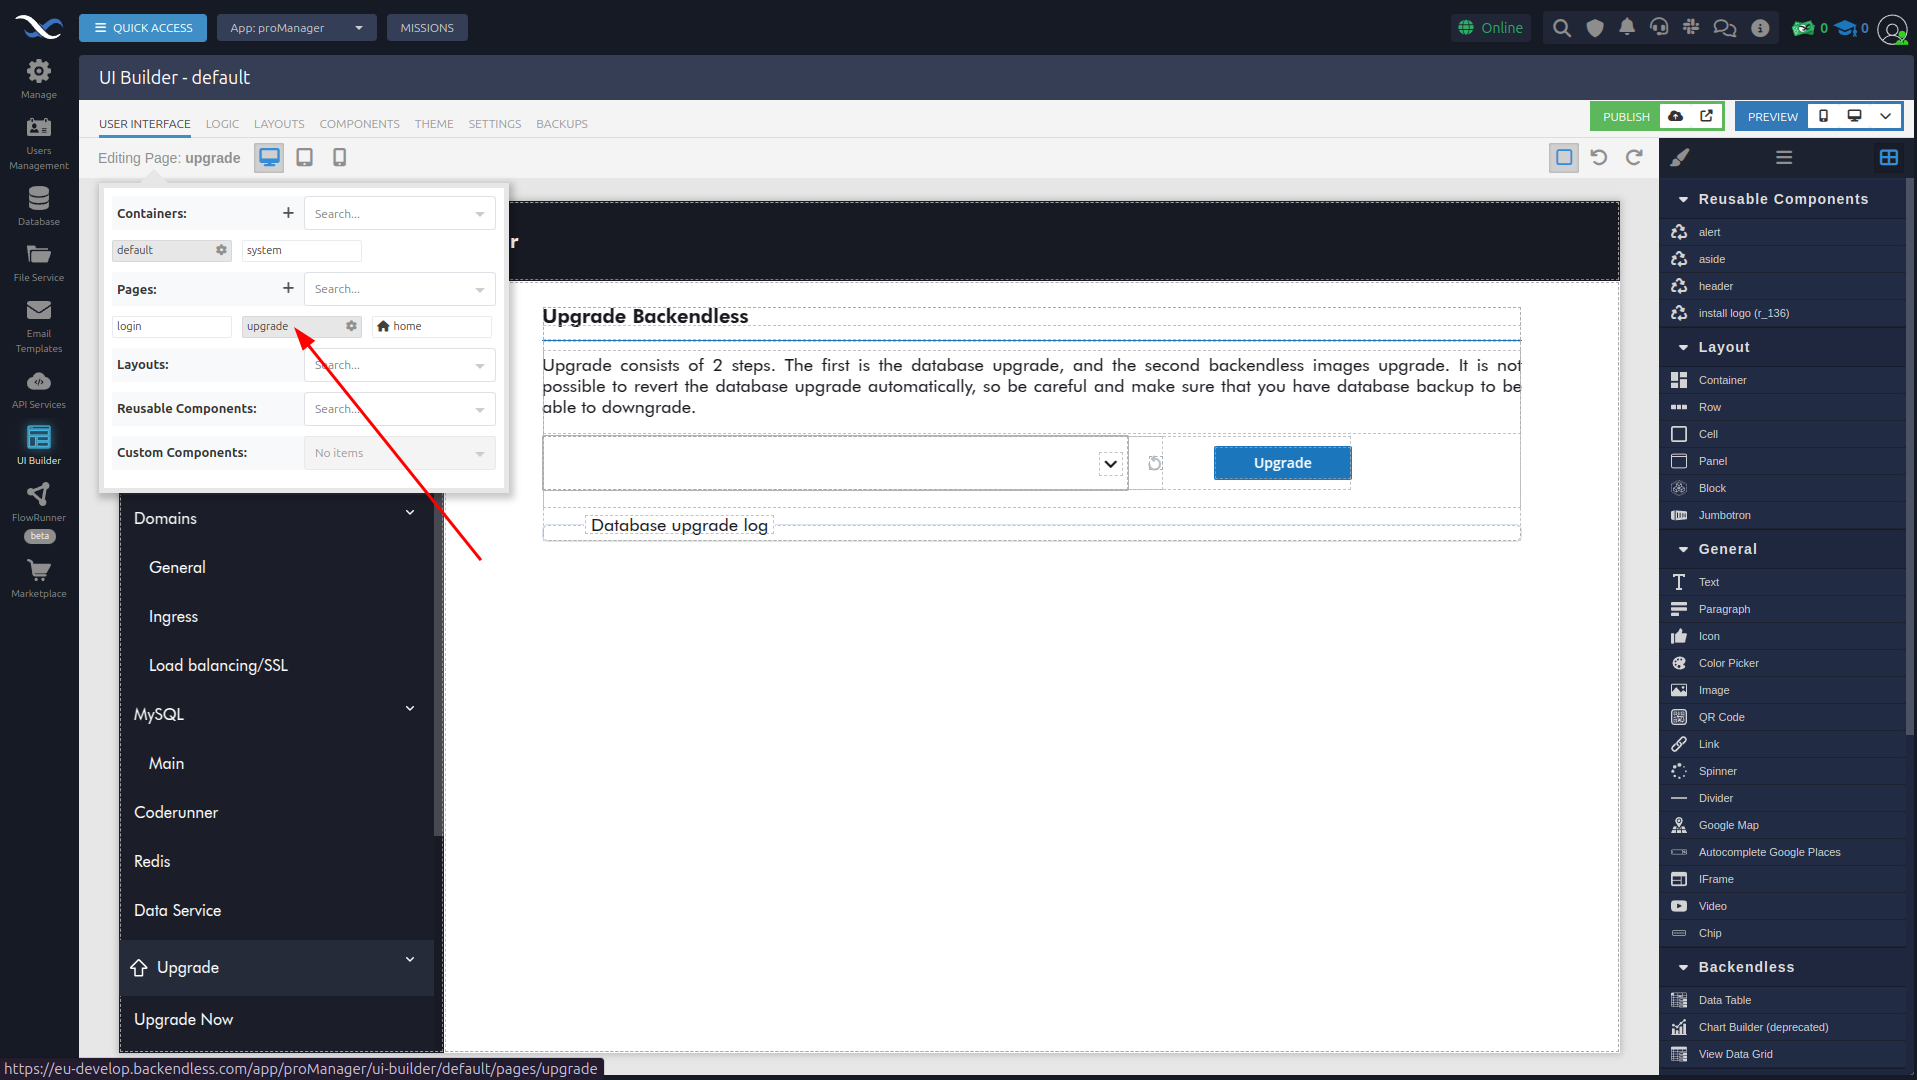 QUICK ACCESS
App: proManager
MISSIONS
Online
0
0
Manage
Users
Management
Database
File Service
Email
Templates
API Services
UI Builder
FlowRunner
beta
Marketplace
UI Builder - default
USER INTERFACE
LOGIC
LAYOUTS
COMPONENTS
THEME
SETTINGS
BACKUPS
PUBLISH
PREVIEW
Editing Page: upgrade
Containers:
Search...
default
system
Pages:
Search...
login
upgrade
home
Layouts:
Search...
Reusable Components:
Search...
Custom Components:
No items
r
Upgrade Backendless
Upgrade consists of 2 steps. The first is the database upgrade, and the second backendless images upgrade. It is not
possible to revert the database upgrade automatically, so be careful and make sure that you have database backup to be
able to downgrade.
Upgrade
Database upgrade log
Domains
General
Ingress
Load balancing/SSL
MySQL
Main
Coderunner
Redis
Data Service
Upgrade
Upgrade Now
Reusable Components
alert
aside
header
install logo (r_136)
Layout
Container
Row
Cell
Panel
Block
Jumbotron
General
Text
Paragraph
Icon
Color Picker
Image
QR Code
Link
Spinner
Divider
Google Map
Autocomplete Google Places
IFrame
Video
Chip
Backendless
Data Table
Chart Builder (deprecated)
View Data Grid
https://eu-develop.backendless.com/app/proManager/ui-builder/default/pages/upgrade